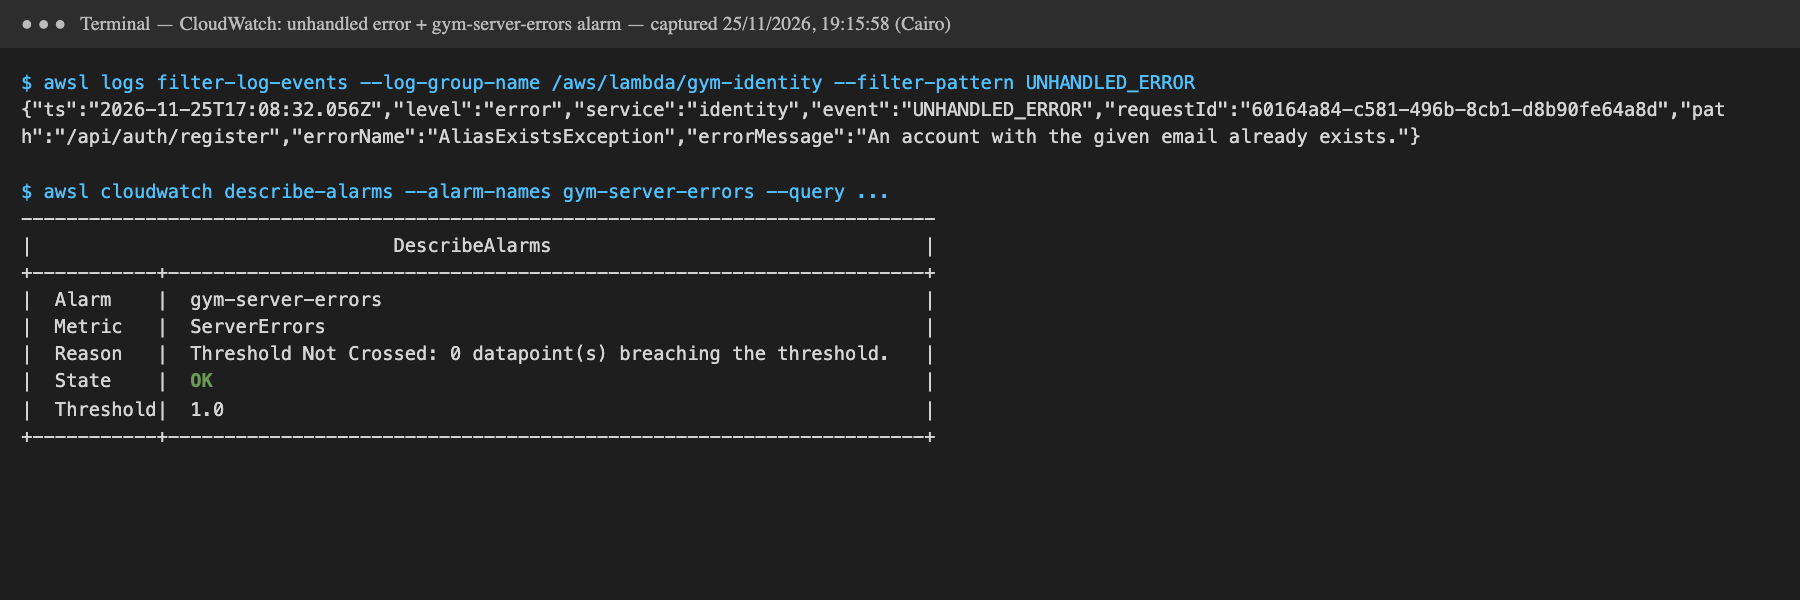 Terminal — CloudWatch: unhandled error + gym-server-errors alarm — captured 25/11/2026, 19:15:58 (Cairo)
$ awsl logs filter-log-events --log-group-name /aws/lambda/gym-identity --filter-pattern UNHANDLED_ERROR
{"ts":"2026-11-25T17:08:32.056Z","level":"error","service":"identity","event":"UNHANDLED_ERROR","requestId":"60164a84-c581-496b-8cb1-d8b90fe64a8d","pat
h":"/api/auth/register","errorName":"AliasExistsException","errorMessage":"An account with the given email already exists."}
$ awsl cloudwatch describe-alarms --alarm-names gym-server-errors --query ...
---------------------------------------------------------------------------------
|                                DescribeAlarms                                 |
+-----------+-------------------------------------------------------------------+
|  Alarm    |  gym-server-errors                                                |
|  Metric   |  ServerErrors                                                     |
|  Reason   |  Threshold Not Crossed: 0 datapoint(s) breaching the threshold.   |
|  State    |  OK                                                               |
|  Threshold|  1.0                                                              |
+-----------+-------------------------------------------------------------------+